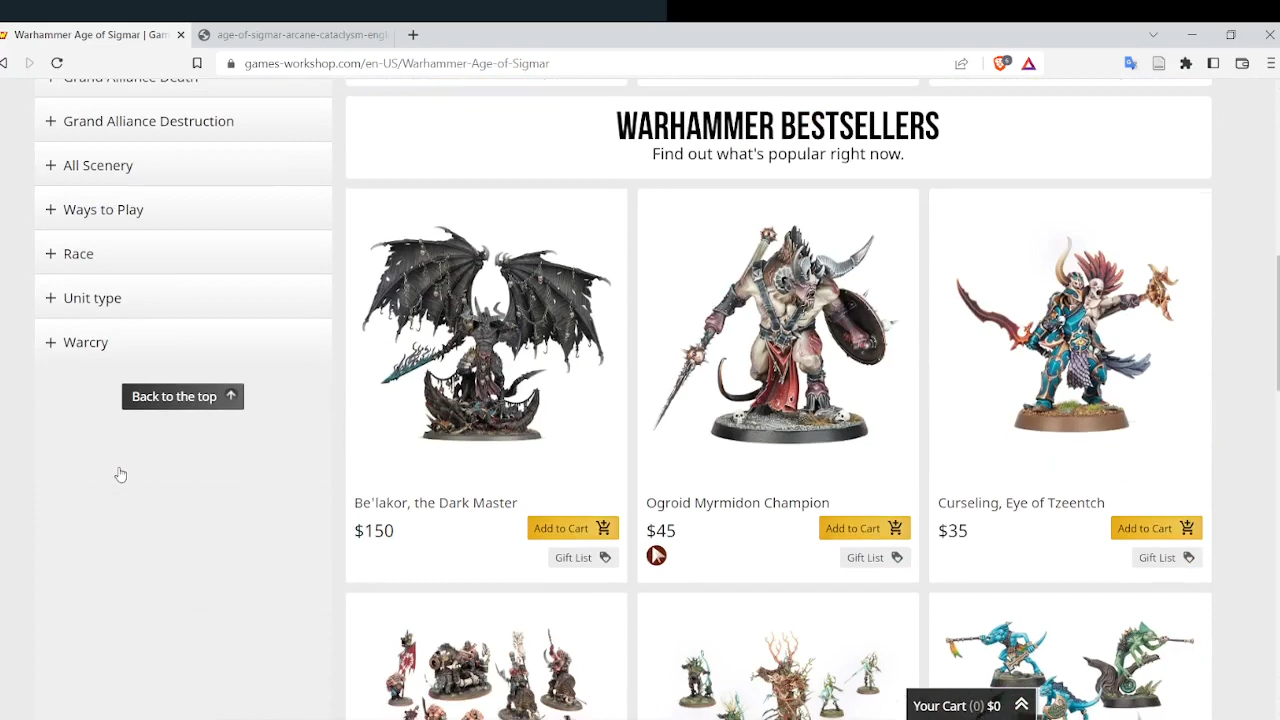 Warhammer Age of Sigmar | Gam
age-of-sigmar-arcane-cataclysm-engl
games-workshop.com/en-US/Warhammer-Age-of-Sigmar
Grand Alliance Death
Grand Alliance Destruction
All Scenery
Ways to Play
Race
Unit type
Warcry
Back to the top
WARHAMMER BESTSELLERS
Find out what's popular right now.
Be'lakor, the Dark Master
$150
Add to Cart
Gift List
Ogroid Myrmidon Champion
$45
Add to Cart
Gift List
Curseling, Eye of Tzeentch
$35
Add to Cart
Gift List
Your Cart (0) $0